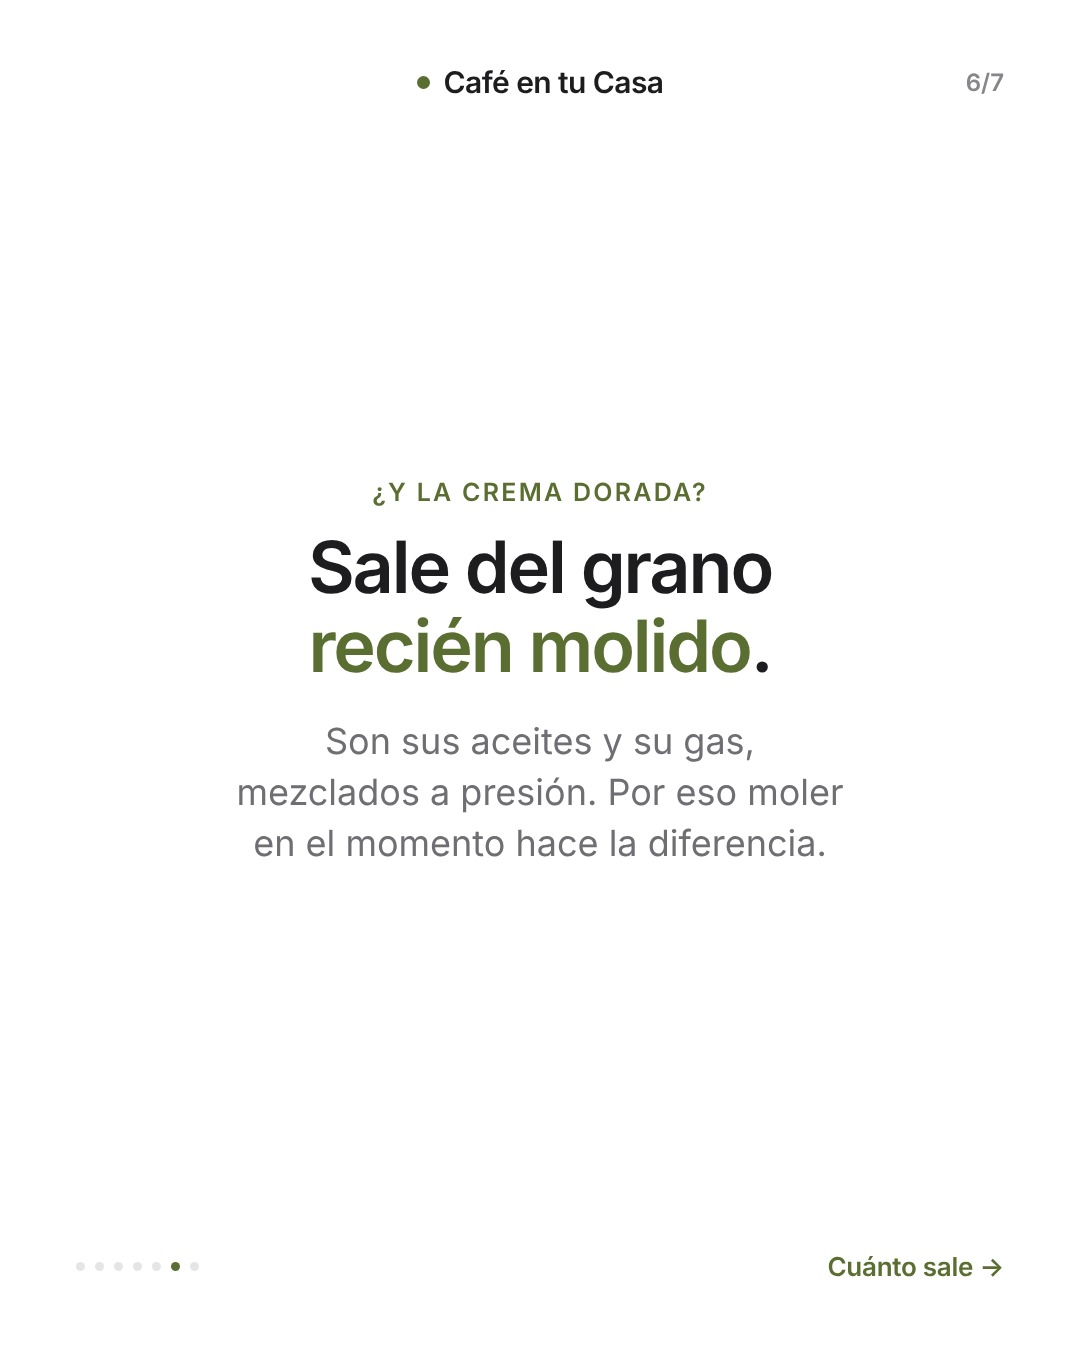 Café en tu Casa
6/7
¿Y LA CREMA DORADA?
Sale del grano
recién molido.
Son sus aceites y su gas,
mezclados a presión. Por eso moler
en el momento hace la diferencia.
Cuánto sale →